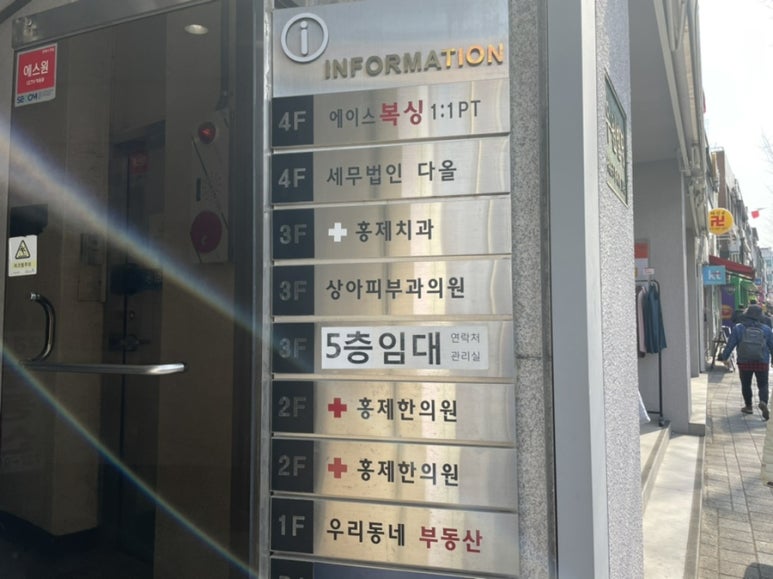 에스원
SECOM
INFORMATION
4F 에이스복싱 1:1PT
4F 세무법인 다올
3F 홍제치과
3F 상아피부과의원
3F 5층임대 연락처 관리실
2F 홍제한의원
2F 홍제한의원
1F 우리동네 부동산
kt